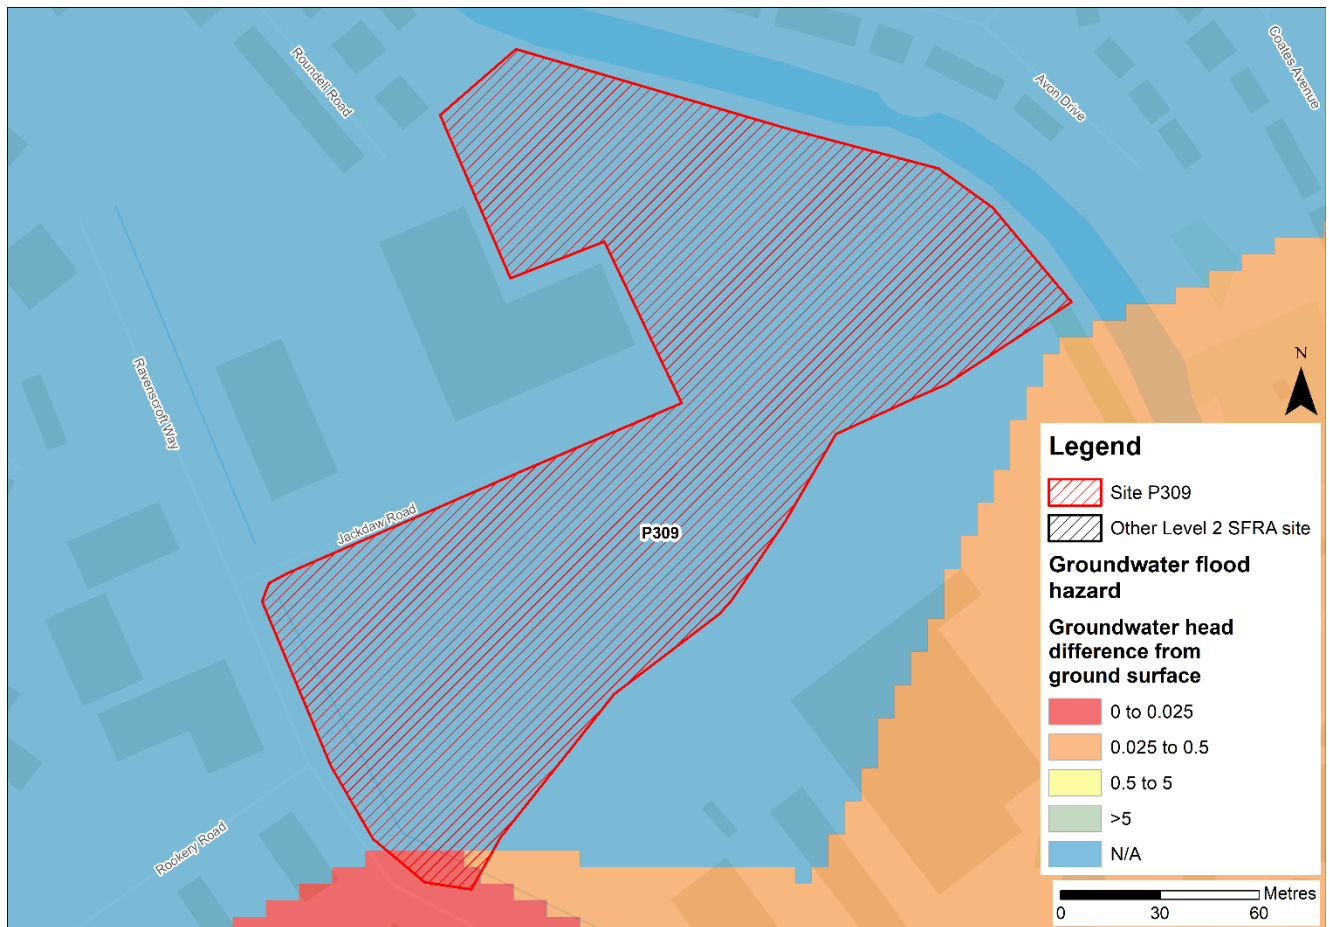 Roundell Road
Avon Drive
Coates Avenue
Ravenscroft Way
Jackdaw Road
P309
Rookery Road
N
Legend
Site P309
Other Level 2 SFRA site
Groundwater flood
hazard
Groundwater head
difference from
ground surface
0 to 0.025
0.025 to 0.5
0.5 to 5
>5
N/A
Metres
0 30 60